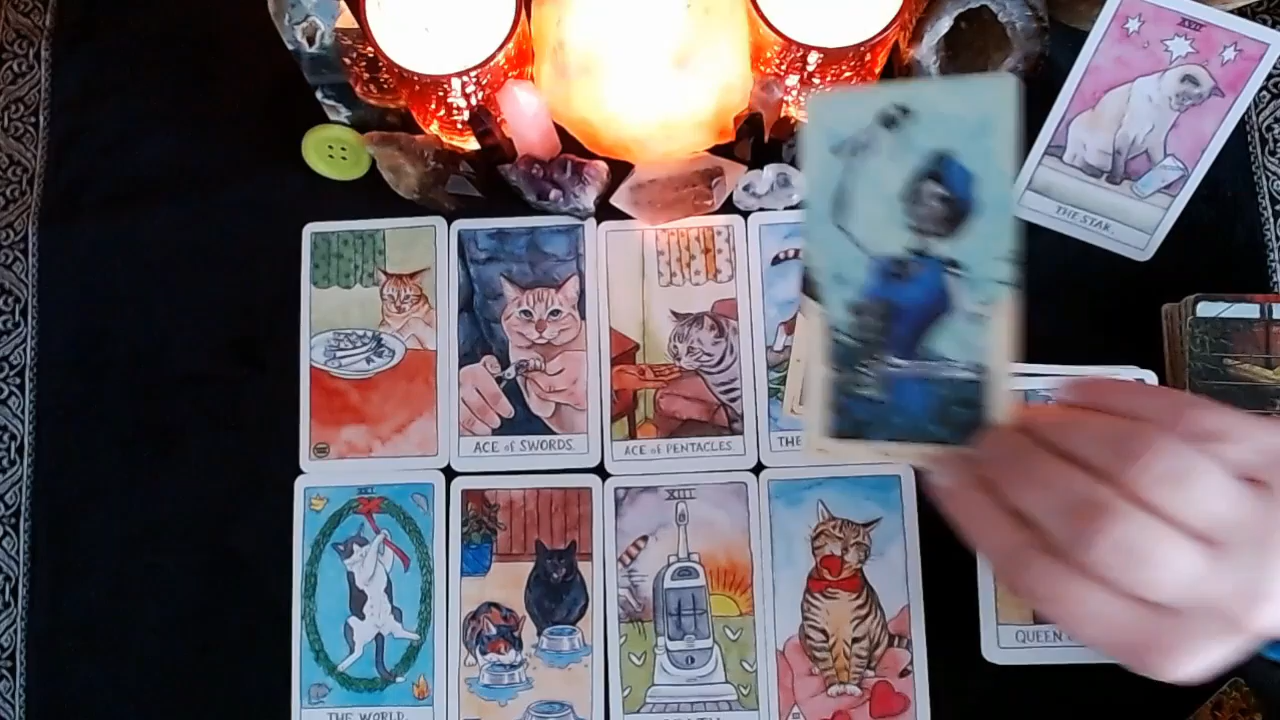 XVII
THE STAR.
ACE of SWORDS.
ACE of PENTACLES
THE
QUEEN
XXI
XIII
THE WORLD.